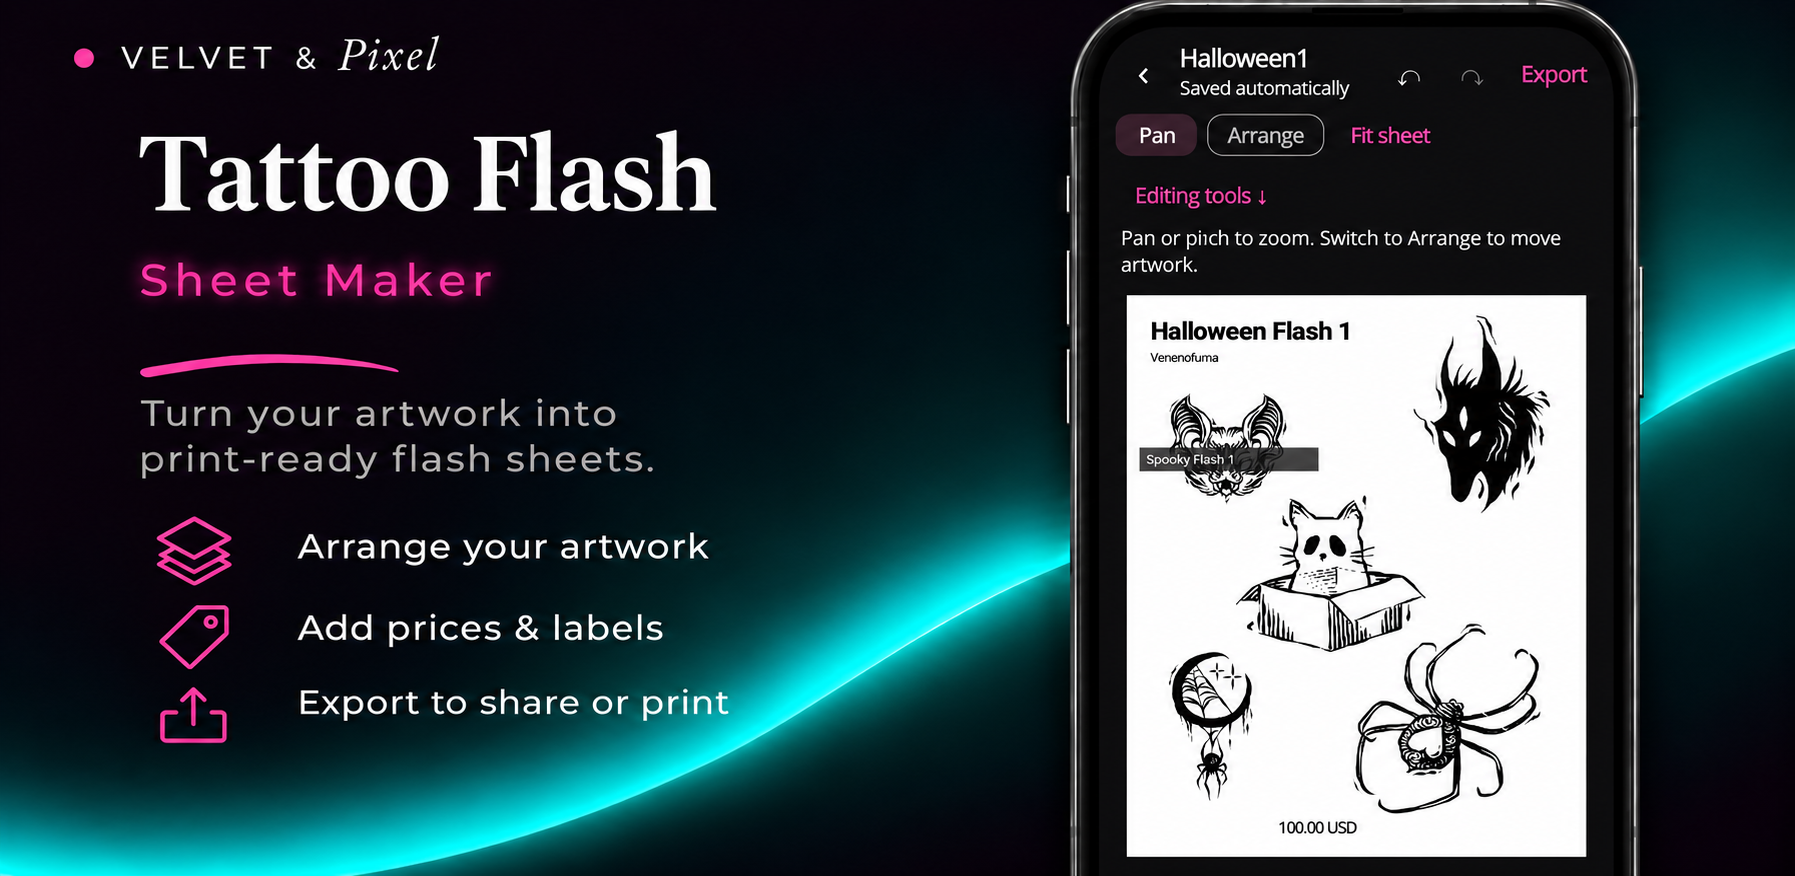 VELVET & Pixel
Tattoo Flash
Sheet Maker
Turn your artwork into
print-ready flash sheets.
Arrange your artwork
Add prices & labels
Export to share or print
Halloween1
Saved automatically
Export
Pan
Arrange
Fit sheet
Editing tools ↓
Pan or pinch to zoom. Switch to Arrange to move
artwork.
Halloween Flash 1
Venenofuma
Spooky Flash 1
100.00 USD